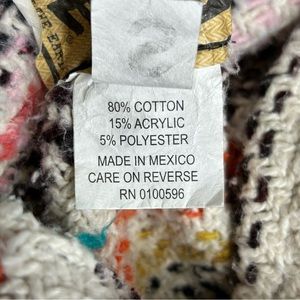 S
80% COTTON
15% ACRYLIC
5% POLYESTER
MADE IN MEXICO
CARE ON REVERSE
RN 0100596